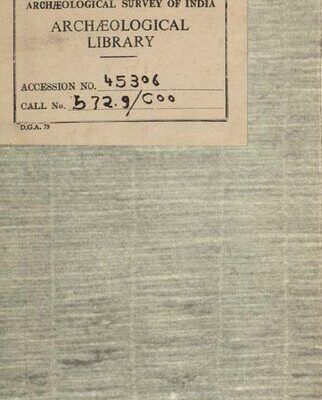 ARCHÆOLOGICAL SURVEY OF INDIA
ARCHÆOLOGICAL
LIBRARY
ACCESSION NO. 45306
CALL No. 572.9/Coo
D.G.A. 79